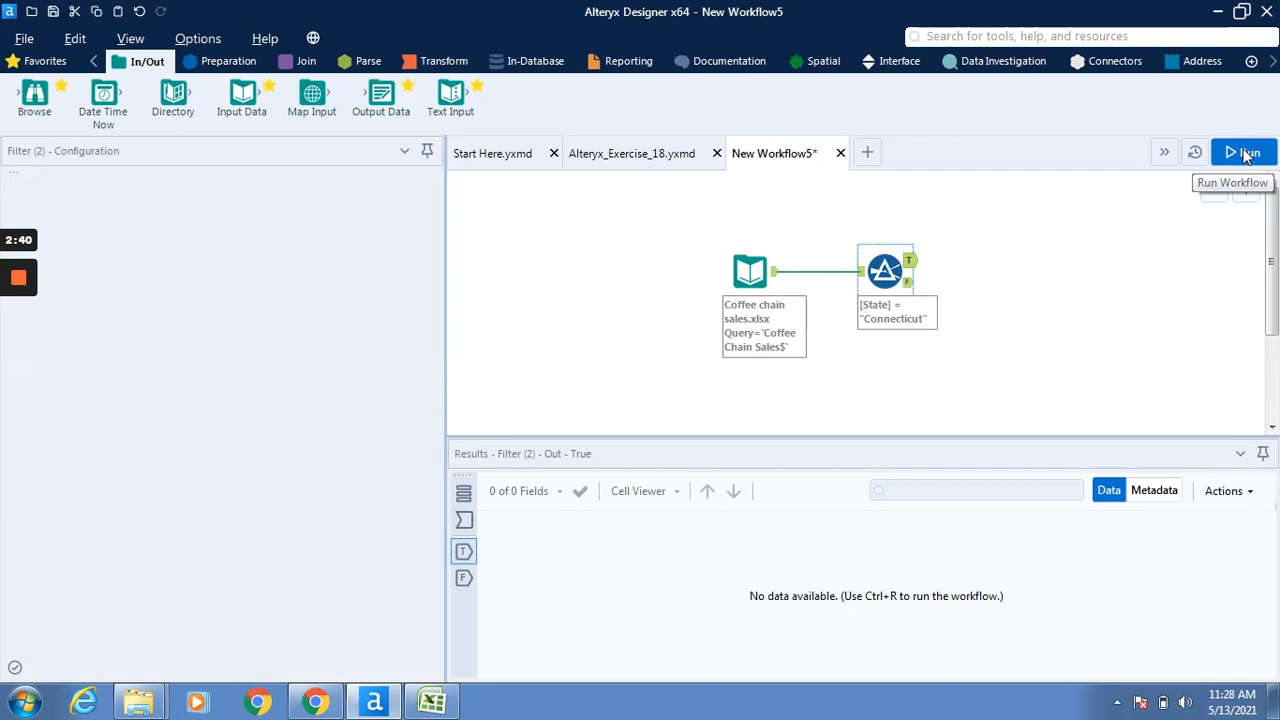 Alteryx Designer x64 - New Workflow5
File Edit View Options Help
Search for tools, help, and resources
Favorites In/Out Preparation Join Parse Transform In-Database Reporting Documentation Spatial Interface Data Investigation Connectors Address
Browse Date Time Now Directory Input Data Map Input Output Data Text Input
Filter (2) - Configuration
Start Here.yxmd Alteryx_Exercise_18.yxmd New Workflow5*
Run
Run Workflow
2:40
T
F
Coffee chain
sales.xlsx
Query=`Coffee
Chain Sales$`
[State] =
"Connecticut"
Results - Filter (2) - Out - True
0 of 0 Fields Cell Viewer Data Metadata Actions
T
F
No data available. (Use Ctrl+R to run the workflow.)
11:28 AM
5/13/2021